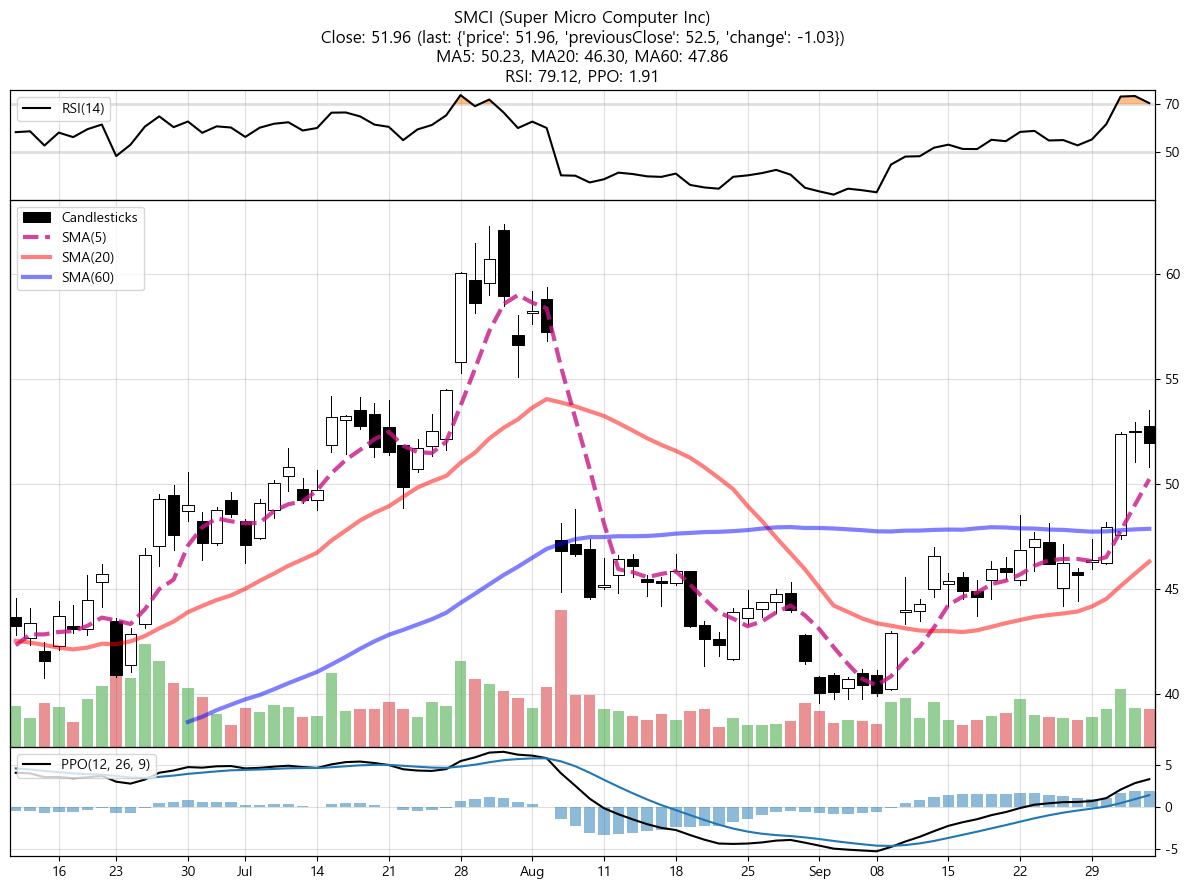 SMCI (Super Micro Computer Inc)
Close: 51.96 (last: {'price': 51.96, 'previousClose': 52.5, 'change': -1.03})
MA5: 50.23, MA20: 46.30, MA60: 47.86
RSI: 79.12, PPO: 1.91
RSI(14)
70
50
Candlesticks
SMA(5)
SMA(20)
SMA(60)
60
55
50
45
40
PPO(12, 26, 9)
5
0
-5
16 23 30 Jul 14 21 28 Aug 11 18 25 Sep 08 15 22 29